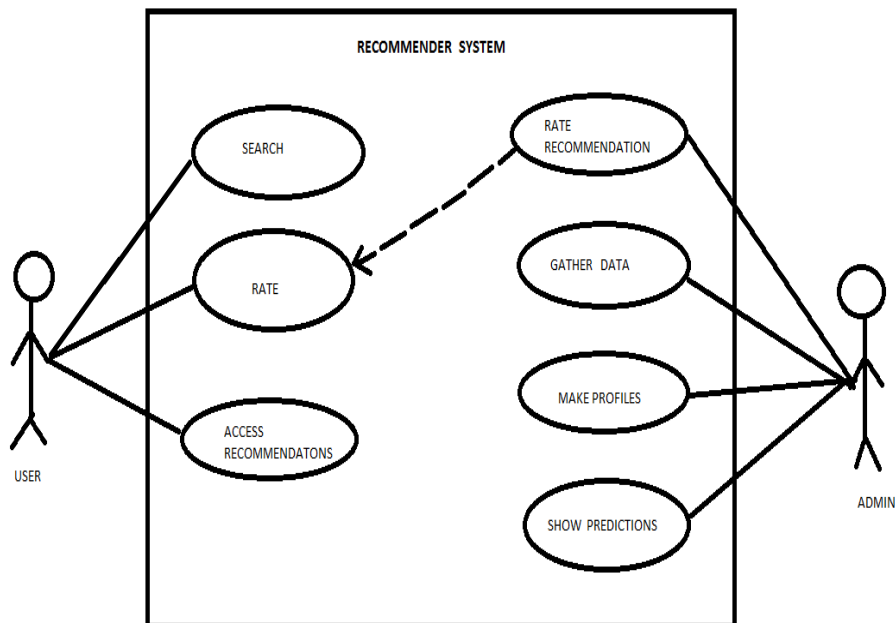 RECOMMENDER SYSTEM
SEARCH
RATE
RECOMMENDATION
RATE
GATHER DATA
ACCESS
RECOMMENDATONS
MAKE PROFILES
SHOW PREDICTIONS
USER
ADMIN